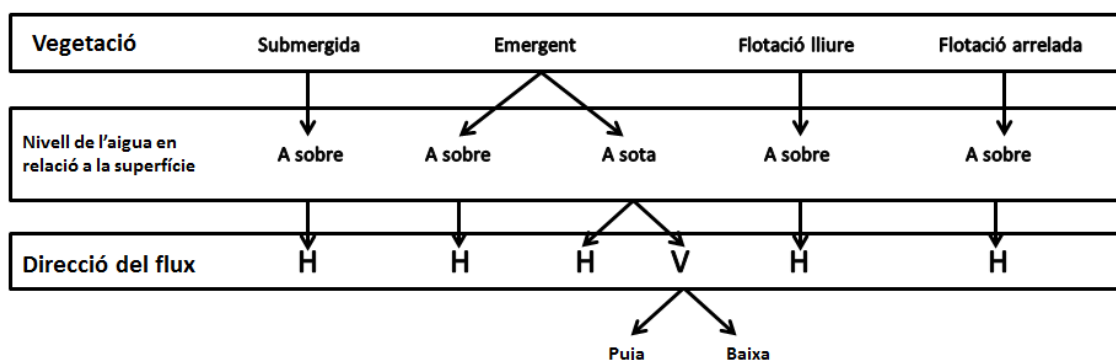 Vegetació Submergida Emergent Flotació lliure Flotació arrelada
Nivell de l'aigua en
relació a la superfície
A sobre A sobre A sota A sobre A sobre
Direcció del flux H H H V H H
Puja Baixa